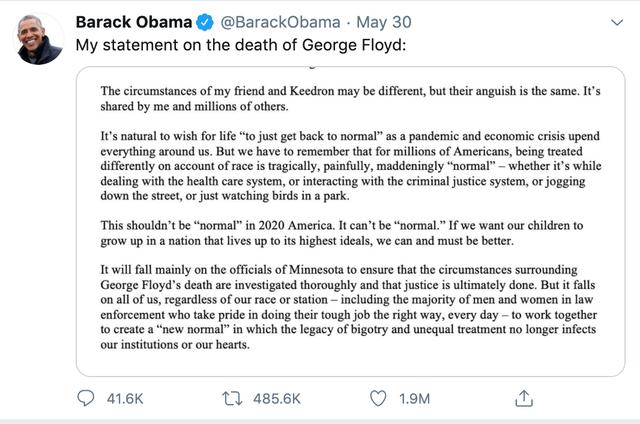 Barack Obama @BarackObama · May 30
My statement on the death of George Floyd:
The circumstances of my friend and Keedron may be different, but their anguish is the same. It’s
shared by me and millions of others.
It’s natural to wish for life “to just get back to normal” as a pandemic and economic crisis upend
everything around us. But we have to remember that for millions of Americans, being treated
differently on account of race is tragically, painfully, maddeningly “normal” – whether it’s while
dealing with the health care system, or interacting with the criminal justice system, or jogging
down the street, or just watching birds in a park.
This shouldn’t be “normal” in 2020 America. It can’t be “normal.” If we want our children to
grow up in a nation that lives up to its highest ideals, we can and must be better.
It will fall mainly on the officials of Minnesota to ensure that the circumstances surrounding
George Floyd’s death are investigated thoroughly and that justice is ultimately done. But it falls
on all of us, regardless of our race or station – including the majority of men and women in law
enforcement who take pride in doing their tough job the right way, every day – to work together
to create a “new normal” in which the legacy of bigotry and unequal treatment no longer infects
our institutions or our hearts.
41.6K 485.6K 1.9M